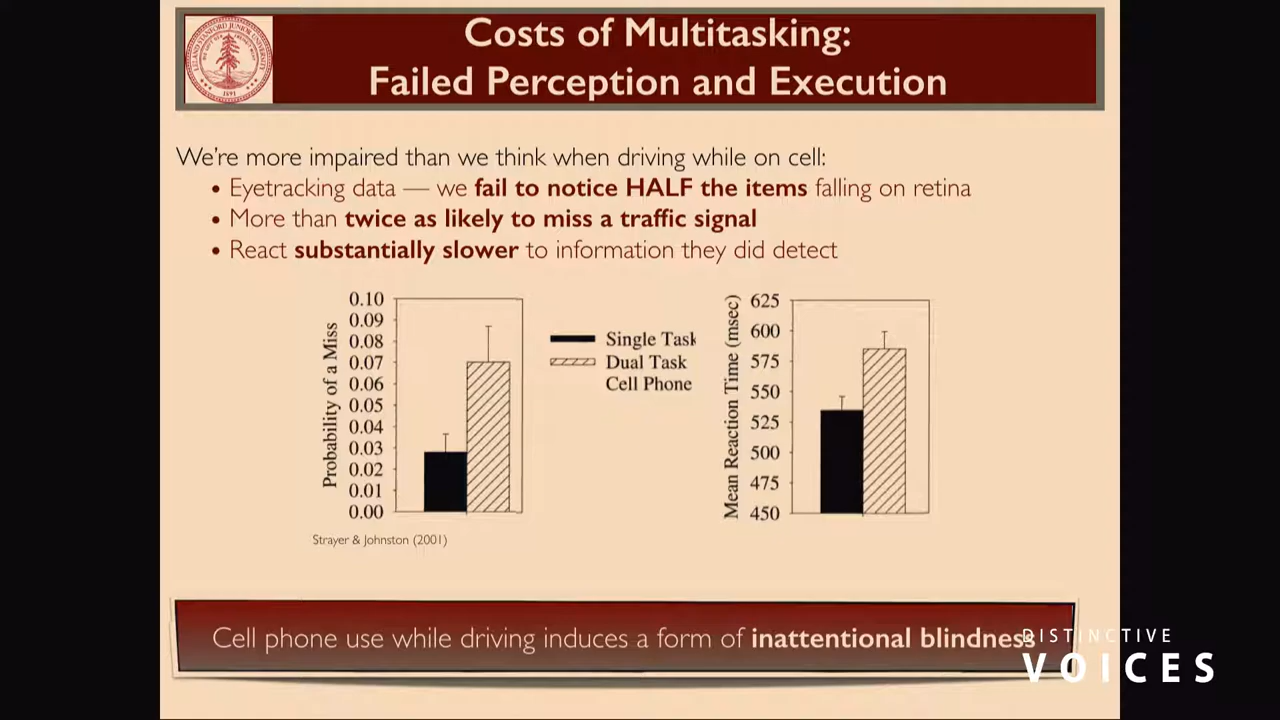 Costs of Multitasking:
Failed Perception and Execution
We're more impaired than we think when driving while on cell:
• Eyetracking data — we fail to notice HALF the items falling on retina
• More than twice as likely to miss a traffic signal
• React substantially slower to information they did detect
Probability of a Miss
0.10
0.09
0.08
0.07
0.06
0.05
0.04
0.03
0.02
0.01
0.00
Single Task
Dual Task
Cell Phone
Mean Reaction Time (msec)
625
600
575
550
525
500
475
450
Strayer & Johnston (2001)
Cell phone use while driving induces a form of inattentional blindness
DISTINCTIVE
VOICES